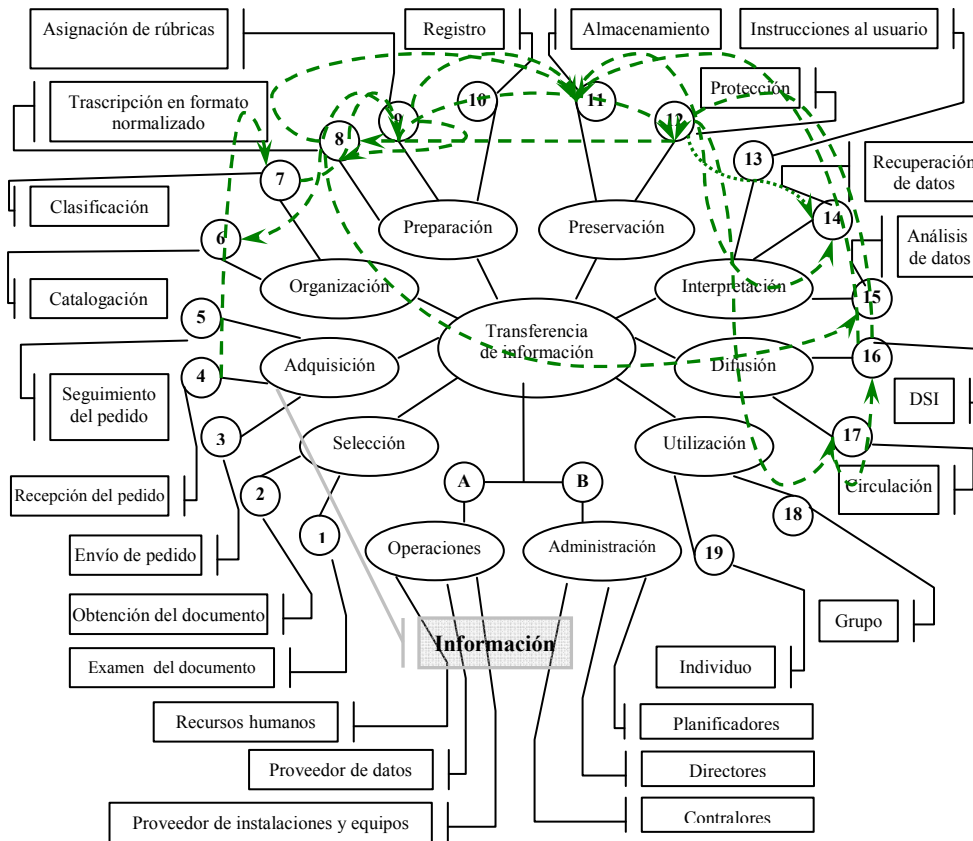 Asignación de rúbricas
Registro
Almacenamiento
Instrucciones al usuario
Trascripción en formato
normalizado
Protección
9
10
11
12
8
13
Recuperación
de datos
7
Clasificación
Preparación
Preservación
14
6
Análisis
de datos
Organización
Interpretación
Catalogación
15
5
Transferencia
de información
4
Adquisición
Difusión
16
Seguimiento
del pedido
DSI
3
Selección
Utilización
17
Recepción del pedido
2
A
B
Circulación
1
18
Envío de pedido
Operaciones
Administración
19
Obtención del documento
Grupo
Información
Examen del documento
Individuo
Recursos humanos
Planificadores
Proveedor de datos
Directores
Proveedor de instalaciones y equipos
Contralores